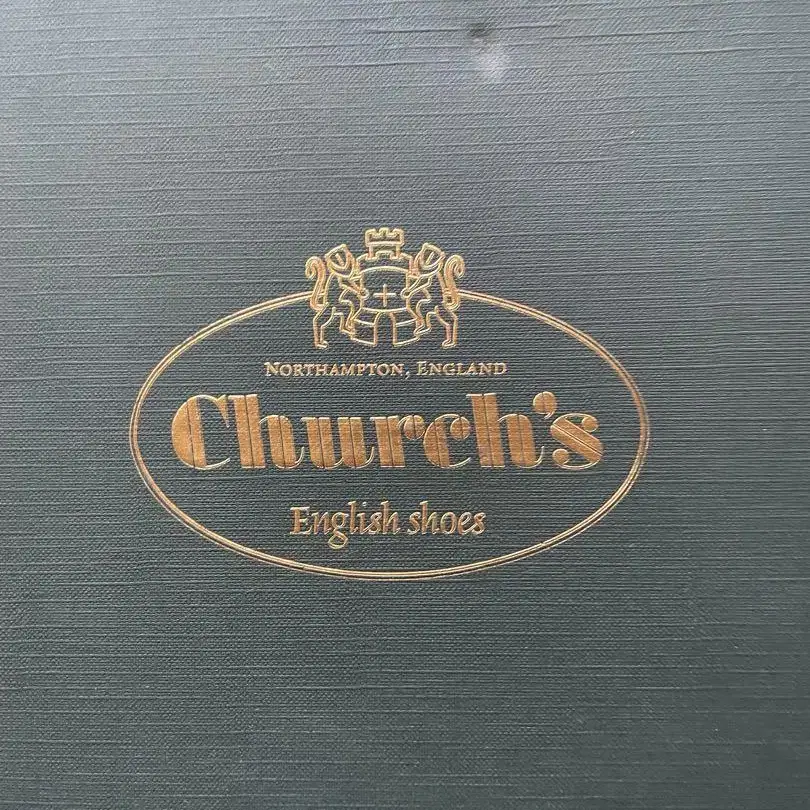 Northampton, England
Church's
English shoes